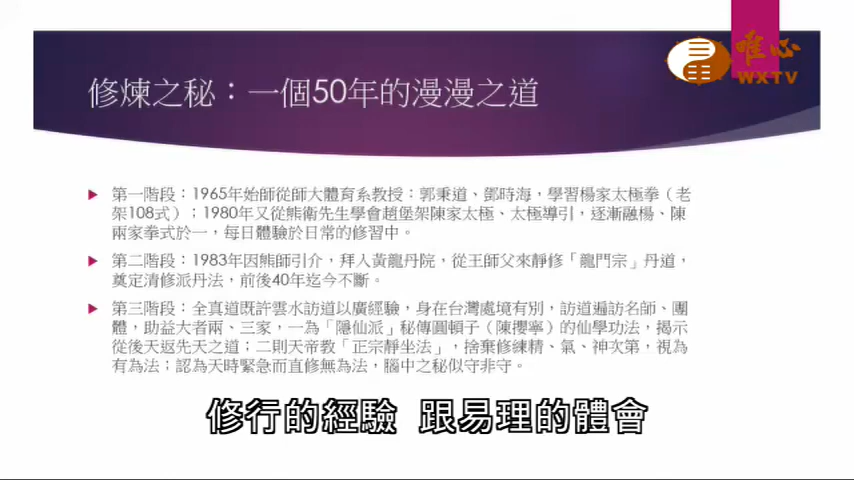 唯心
WXTV
修煉之秘：一個50年的漫漫之道
第一階段：1965年始師從師大體育系教授：郭秉道、鄧時海，學習楊家太極拳（老
架108式）；1980年又從熊衛先生學會趙堡架陳家太極、太極導引，逐漸融楊、陳
兩家拳式於一，每日體驗於日常的修習中。
第二階段：1983年因熊師引介，拜入黃龍丹院，從王師父來靜修「龍門宗」丹道，
奠定清修派丹法，前後40年迄今不斷。
第三階段：全真道既許雲水訪道以廣經驗，身在台灣處境有別，訪道遍訪名師、團
體，助益大者兩、三家，一為「隱仙派」秘傳圓頓子（陳攖寧）的仙學功法，揭示
從後天返先天之道；二則天帝教「正宗靜坐法」，捨棄修練精、氣、神次第，視為
有為法；認為天時緊急而直修無為法，腦中之秘似守非守。
修行的經驗 跟易理的體會